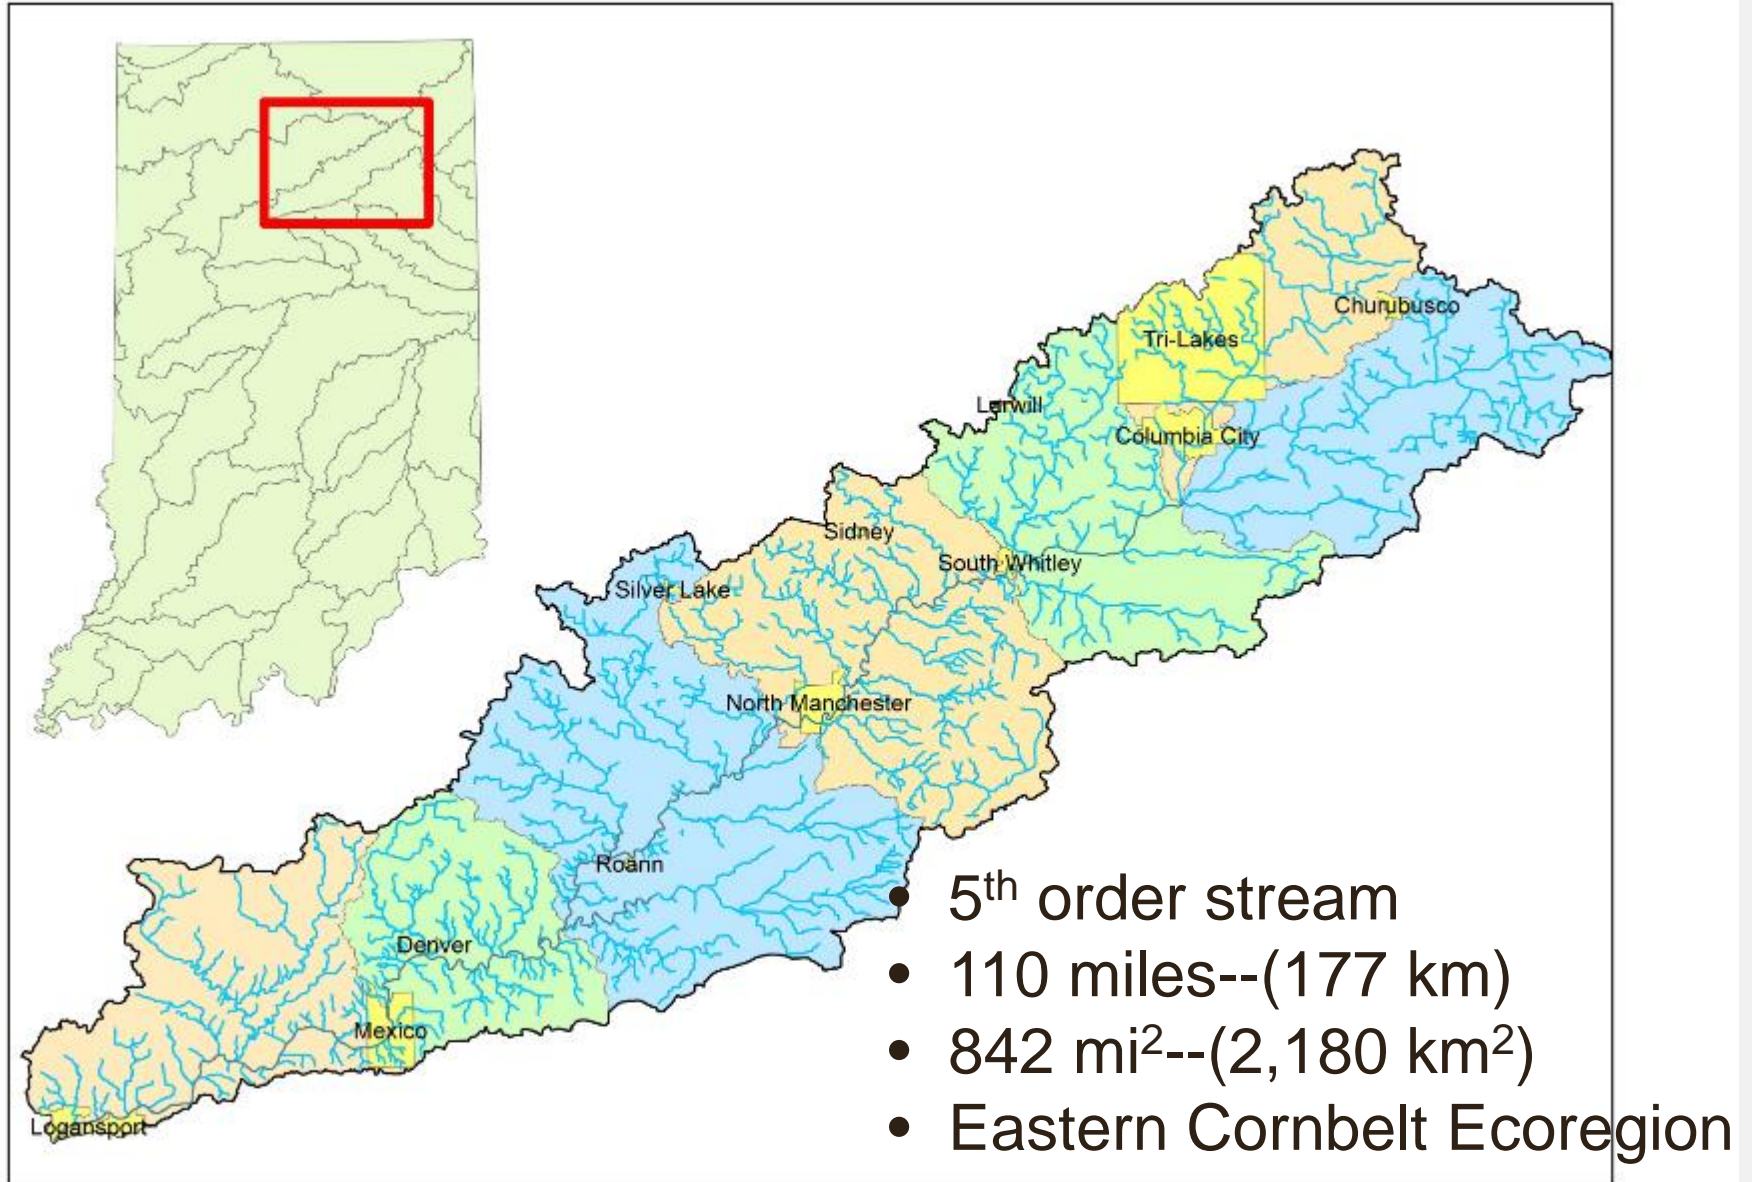 Churubusco
Tri-Lakes
Larwill
Columbia City
Sidney
South Whitley
Silver Lake
North Manchester
Roann
Denver
Mexico
Logansport
• 5th order stream
• 110 miles--(177 km)
• 842 mi²--(2,180 km²)
• Eastern Cornbelt Ecoregion